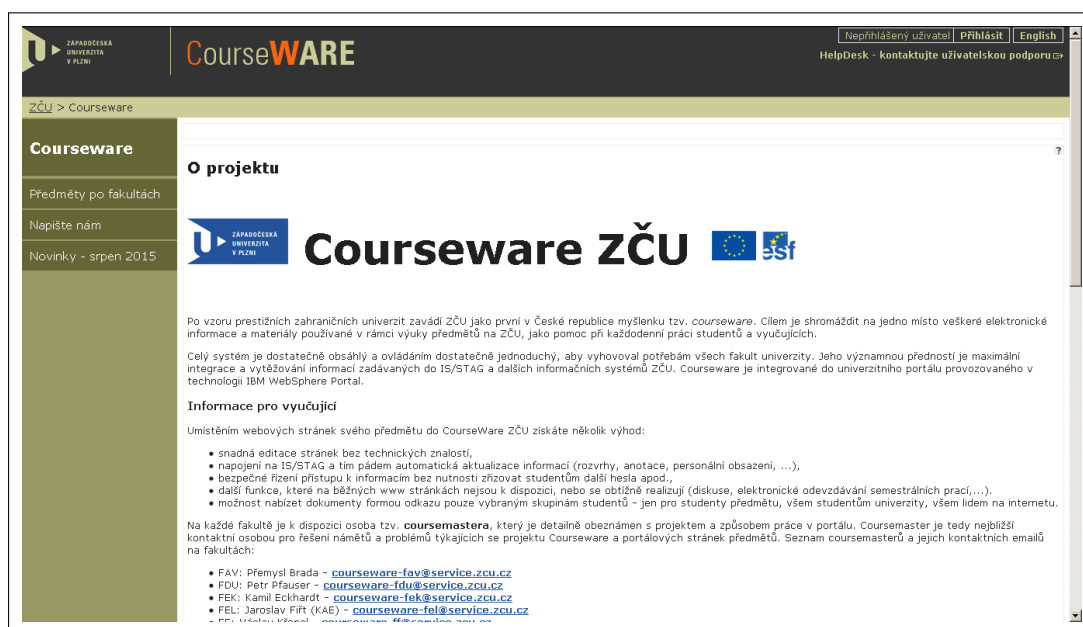 ZÁPADOČESKÁ
UNIVERZITA
V PLZNI
CourseWARE
Nepřihlášený uživatel Přihlásit English
HelpDesk - kontaktujte uživatelskou podporu
ZČU > Courseware
Courseware
Předměty po fakultách
Napište nám
Novinky - srpen 2015
?
O projektu
ZÁPADOČESKÁ
UNIVERZITA
V PLZNI
Courseware ZČU
esf
Po vzoru prestižních zahraničních univerzit zavádí ZČU jako první v České republice myšlenku tzv. courseware. Cílem je shromáždit na jedno místo veškeré elektronické
informace a materiály používané v rámci výuky předmětů na ZČU, jako pomoc při každodenní práci studentů a vyučujících.
Celý systém je dostatečně obsáhlý a ovládáním dostatečně jednoduchý, aby vyhovoval potřebám všech fakult univerzity. Jeho významnou předností je maximální
integrace a vytěžování informací zadávaných do IS/STAG a dalších informačních systémů ZČU. Courseware je integrované do univerzitního portálu provozovaného v
technologii IBM WebSphere Portal.
Informace pro vyučující
Umístěním webových stránek svého předmětu do CourseWare ZČU získáte několik výhod:
• snadná editace stránek bez technických znalostí,
• napojení na IS/STAG a tím pádem automatická aktualizace informací (rozvrhy, anotace, personální obsazení, ...),
• bezpečné řízení přístupu k informacím bez nutnosti zřizovat studentům další hesla apod.,
• další funkce, které na běžných www stránkách nejsou k dispozici, nebo se obtížně realizují (diskuse, elektronické odevzdávání semestrálních prací,...).
• možnost nabízet dokumenty formou odkazu pouze vybraným skupinám studentů - jen pro studenty předmětu, všem studentům univerzity, všem lidem na internetu.
Na každé fakultě je k dispozici osoba tzv. coursemastera, který je detailně obeznámen s projektem a způsobem práce v portálu. Coursemaster je tedy nejbližší
kontaktní osobou pro řešení námětů a problémů týkajících se projektu Courseware a portálových stránek předmětů. Seznam coursemasterů a jejich kontaktních emailů
na fakultách:
• FAV: Přemysl Brada - courseware-fav@service.zcu.cz
• FDU: Petr Pfauser - courseware-fdu@service.zcu.cz
• FEK: Kamil Eckhardt - courseware-fek@service.zcu.cz
• FEL: Jaroslav Fiřt (KAE) - courseware-fel@service.zcu.cz
• FF: Václav Křenel - courseware-ff@service.zcu.cz